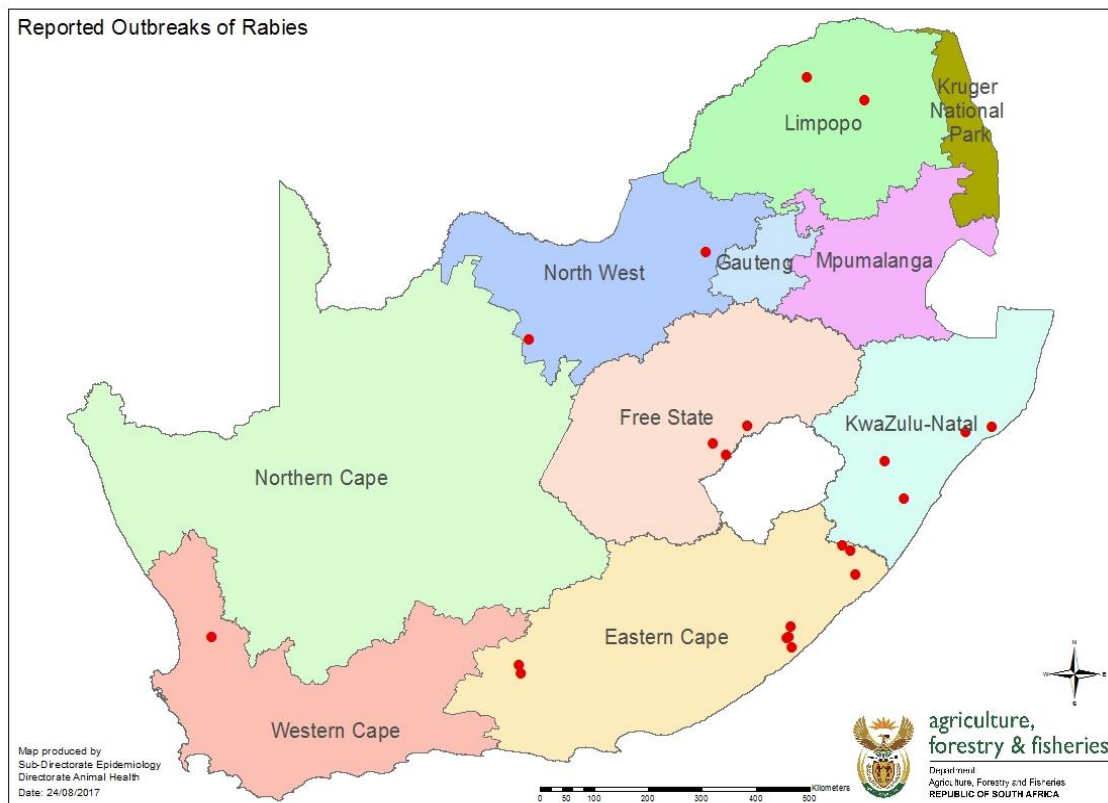 Reported Outbreaks of Rabies
Kruger
National
Park
Limpopo
North West
Gauteng
Mpumalanga
Free State
KwaZulu-Natal
Northern Cape
Eastern Cape
Western Cape
N
W
E
S
Map produced by
Sub-Directorate Epidemiology
Directorate Animal Health
Date: 24/08/2017
agriculture,
forestry & fisheries
Department:
Agriculture, Forestry and Fisheries
REPUBLIC OF SOUTH AFRICA
Kilometers
0 50 100 200 300 400 500